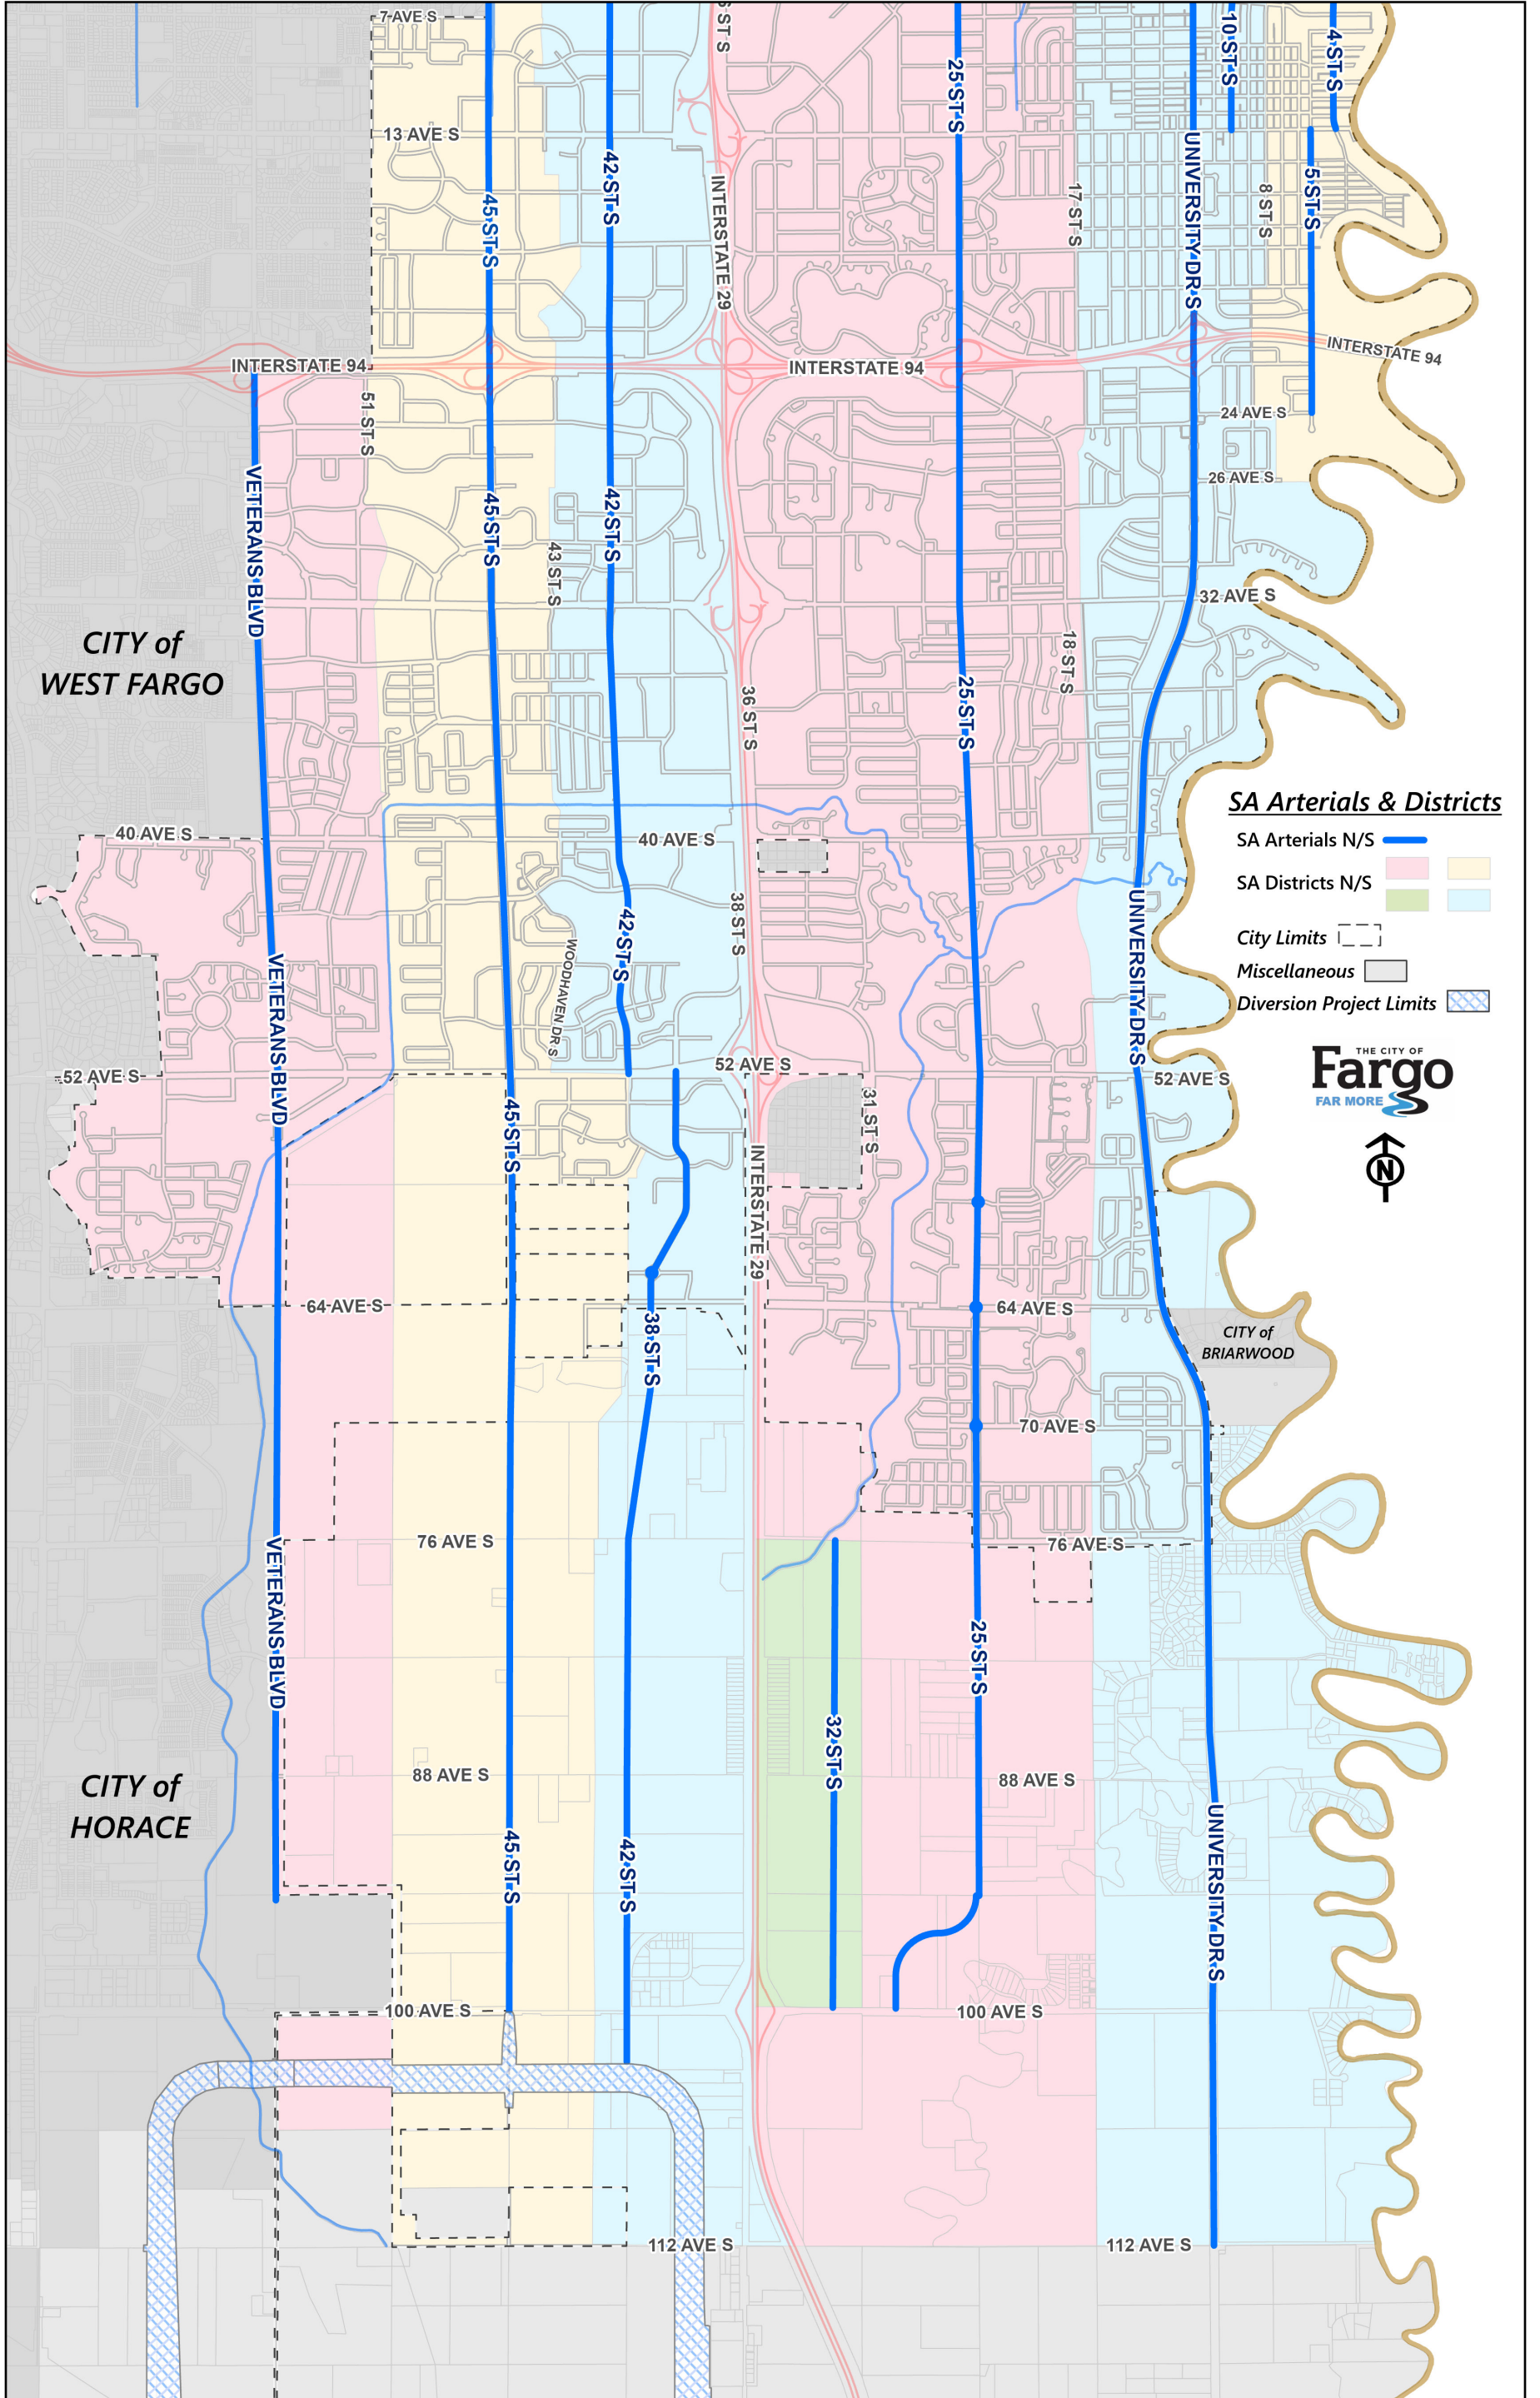 7 AVE S
S ST S
10 ST S
4 ST S
25 ST S
13 AVE S
42 ST S
UNIVERSITY DR S
45 ST S
INTERSTATE 29
17 ST S
8 ST S
5 ST S
INTERSTATE 94
INTERSTATE 94
INTERSTATE 94
51 ST S
24 AVE S
VETERANS BLVD
45 ST S
42 ST S
26 AVE S
43 ST S
32 AVE S
CITY of
WEST FARGO
18 ST S
25 ST S
36 ST S
SA Arterials & Districts
SA Arterials N/S
SA Districts N/S
City Limits
Miscellaneous
Diversion Project Limits
40 AVE S
40 AVE S
38 ST S
42 ST S
UNIVERSITY DR S
WOODHAVEN DR S
VETERANS BLVD
THE CITY OF
Fargo
FAR MORE
N
52 AVE S
52 AVE S
52 AVE S
45 ST S
31 ST S
INTERSTATE 29
64 AVE S
64 AVE S
38 ST S
CITY of
BRIARWOOD
70 AVE S
76 AVE S
76 AVE S
VETERANS BLVD
25 ST S
32 ST S
88 AVE S
88 AVE S
CITY of
HORACE
45 ST S
42 ST S
UNIVERSITY DR S
100 AVE S
100 AVE S
112 AVE S
112 AVE S